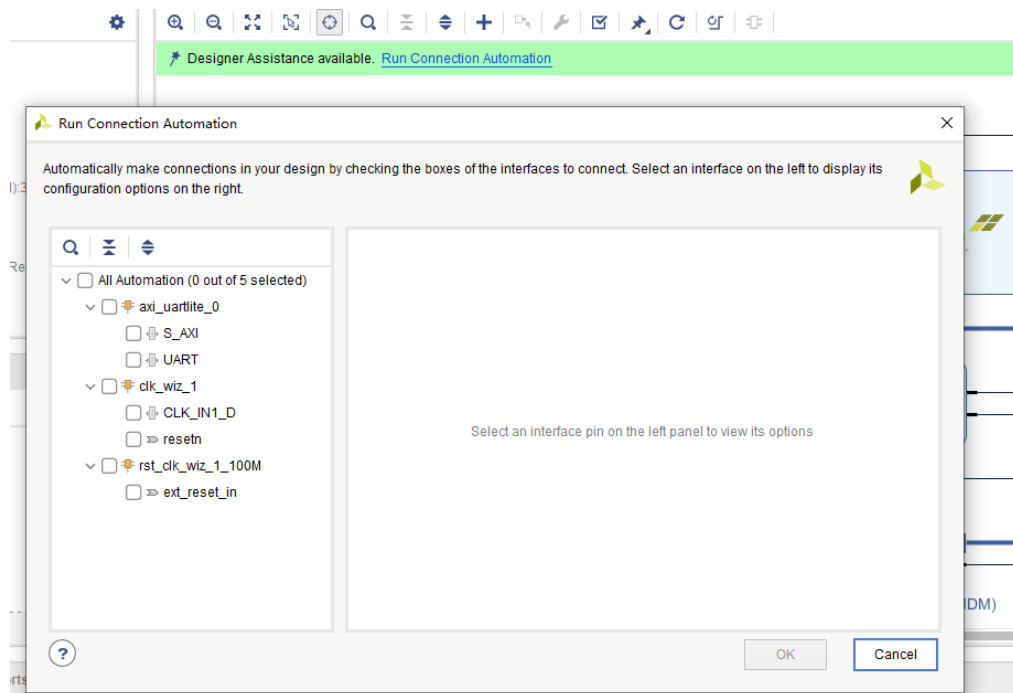 Designer Assistance available. Run Connection Automation
Run Connection Automation
Automatically make connections in your design by checking the boxes of the interfaces to connect. Select an interface on the left to display its
configuration options on the right.
):3
Re
All Automation (0 out of 5 selected)
axi_uartlite_0
S_AXI
UART
clk_wiz_1
CLK_IN1_D
resetn
rst_clk_wiz_1_100M
ext_reset_in
Select an interface pin on the left panel to view its options
IDM)
?
OK
Cancel
rts